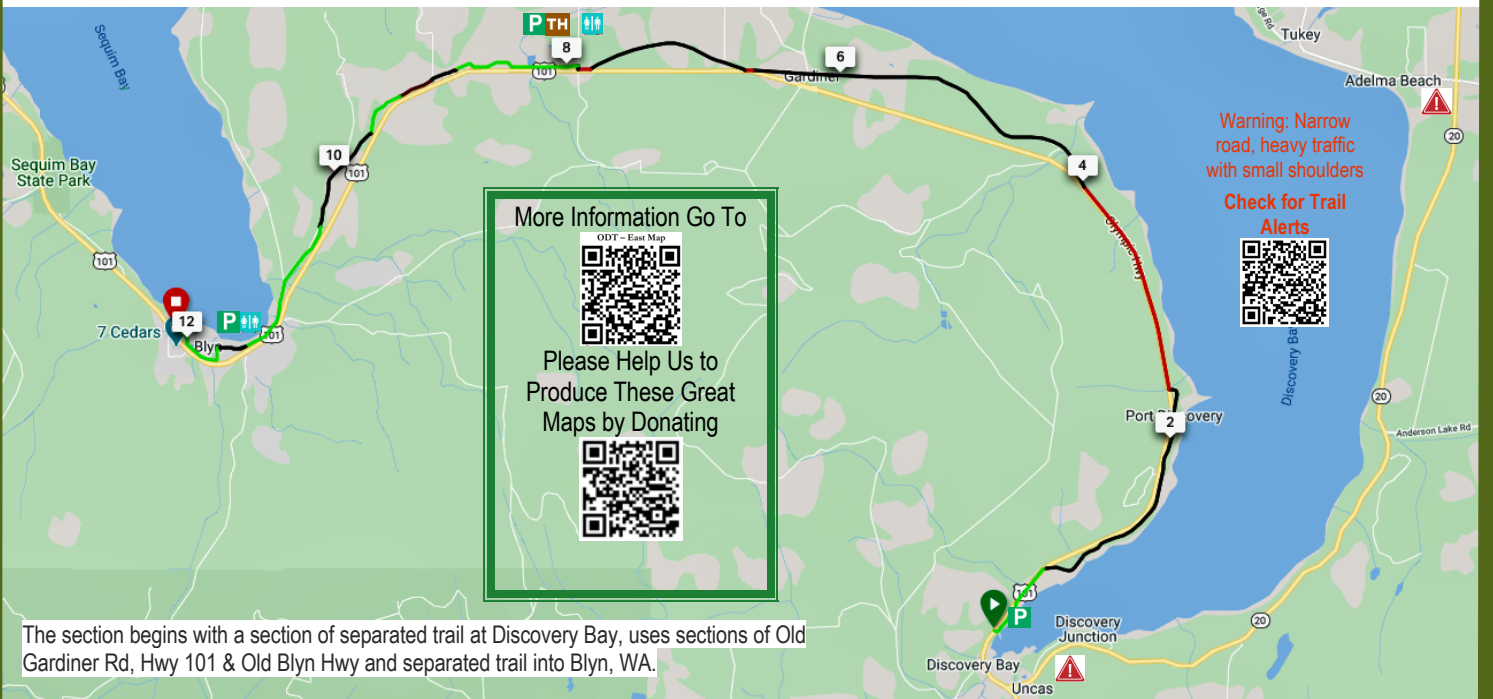 Sequim Bay
P TH
8
101
6
Gardiner
ge Rd
Tukey
Adelma Beach
20
Warning: Narrow
road, heavy traffic
with small shoulders
Check for Trail
Alerts
Sequim Bay
State Park
10
101
4
Olympic Hwy
More Information Go To
ODT – East Map
Please Help Us to
Produce These Great
Maps by Donating
101
7 Cedars
12
P
101
Blyn
Discovery Ba
20
Port Discovery
2
Anderson Lake Rd
101
P
Discovery
Junction
20
Discovery Bay
Uncas
The section begins with a section of separated trail at Discovery Bay, uses sections of Old
Gardiner Rd, Hwy 101 & Old Blyn Hwy and separated trail into Blyn, WA.